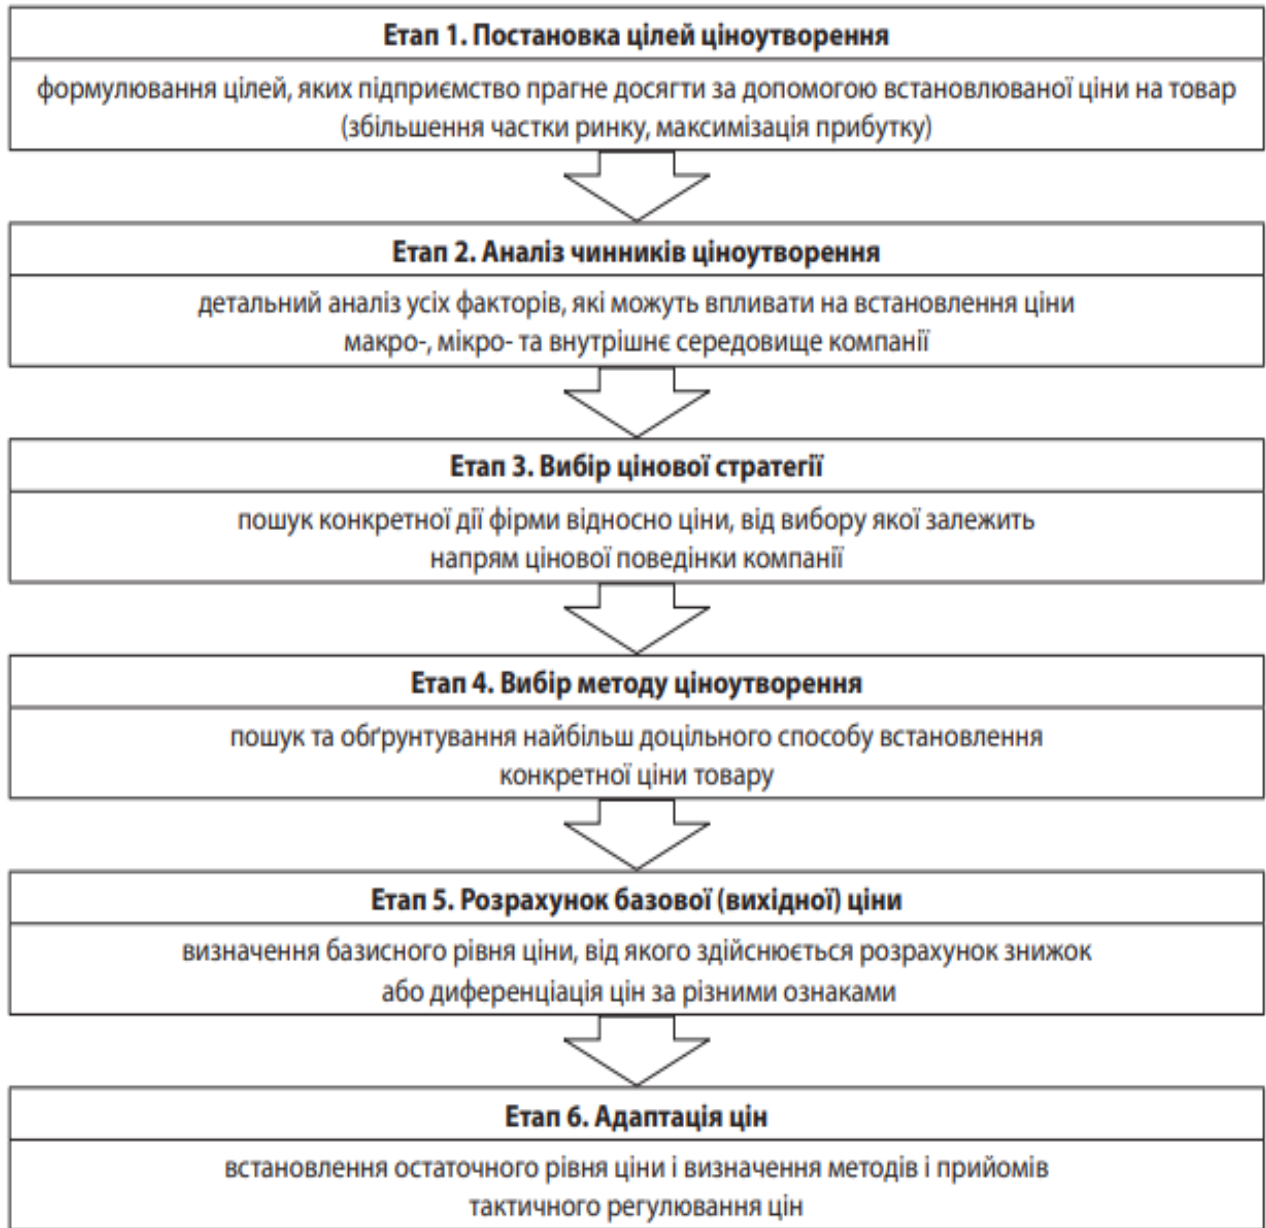 Етап 1. Постановка цілей ціноутворення
формулювання цілей, яких підприємство прагне досягти за допомогою встановлюваної ціни на товар
(збільшення частки ринку, максимізація прибутку)
Етап 2. Аналіз чинників ціноутворення
детальний аналіз усіх факторів, які можуть впливати на встановлення ціни
макро-, мікро- та внутрішнє середовище компанії
Етап 3. Вибір цінової стратегії
пошук конкретної дії фірми відносно ціни, від вибору якої залежить
напрям цінової поведінки компанії
Етап 4. Вибір методу ціноутворення
пошук та обґрунтування найбільш доцільного способу встановлення
конкретної ціни товару
Етап 5. Розрахунок базової (вихідної) ціни
визначення базисного рівня ціни, від якого здійснюється розрахунок знижок
або диференціація цін за різними ознаками
Етап 6. Адаптація цін
встановлення остаточного рівня ціни і визначення методів і прийомів
тактичного регулювання цін